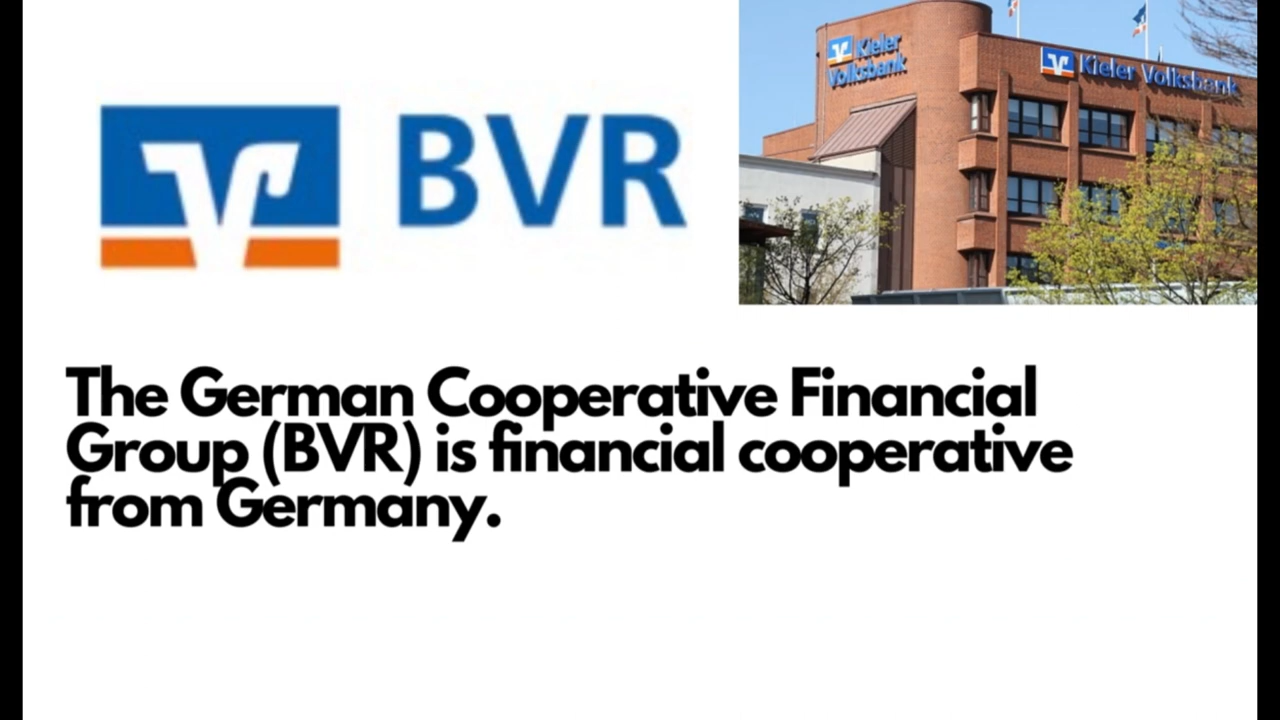 BVR
Kieler
Volksbank
Kieler Volksbank
The German Cooperative Financial
Group (BVR) is financial cooperative
from Germany.